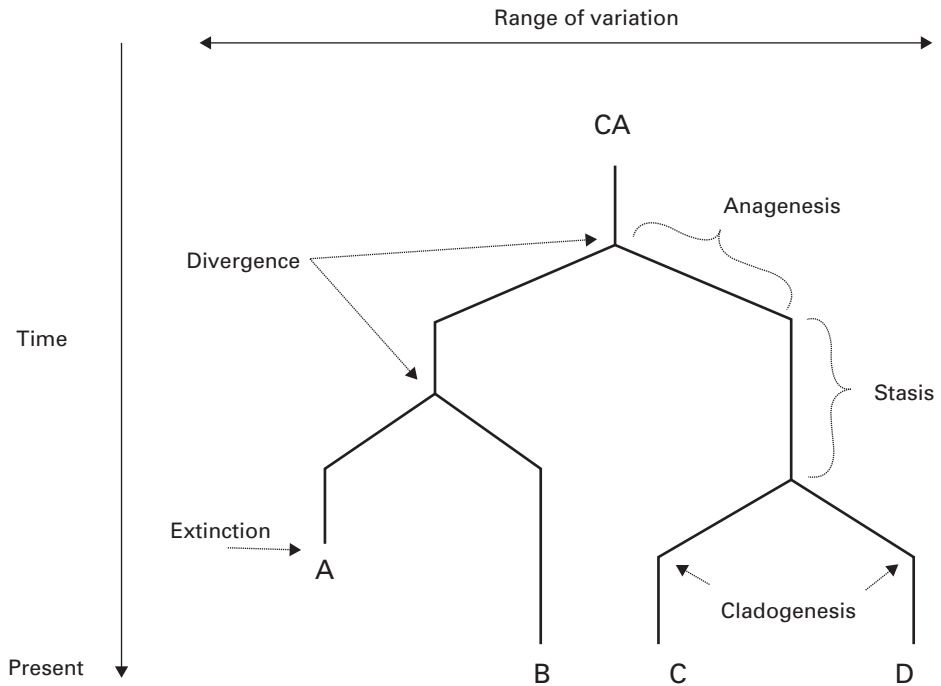 Range of variation
CA
Anagenesis
Divergence
Time
Stasis
Extinction
A
Cladogenesis
Present
B
C
D